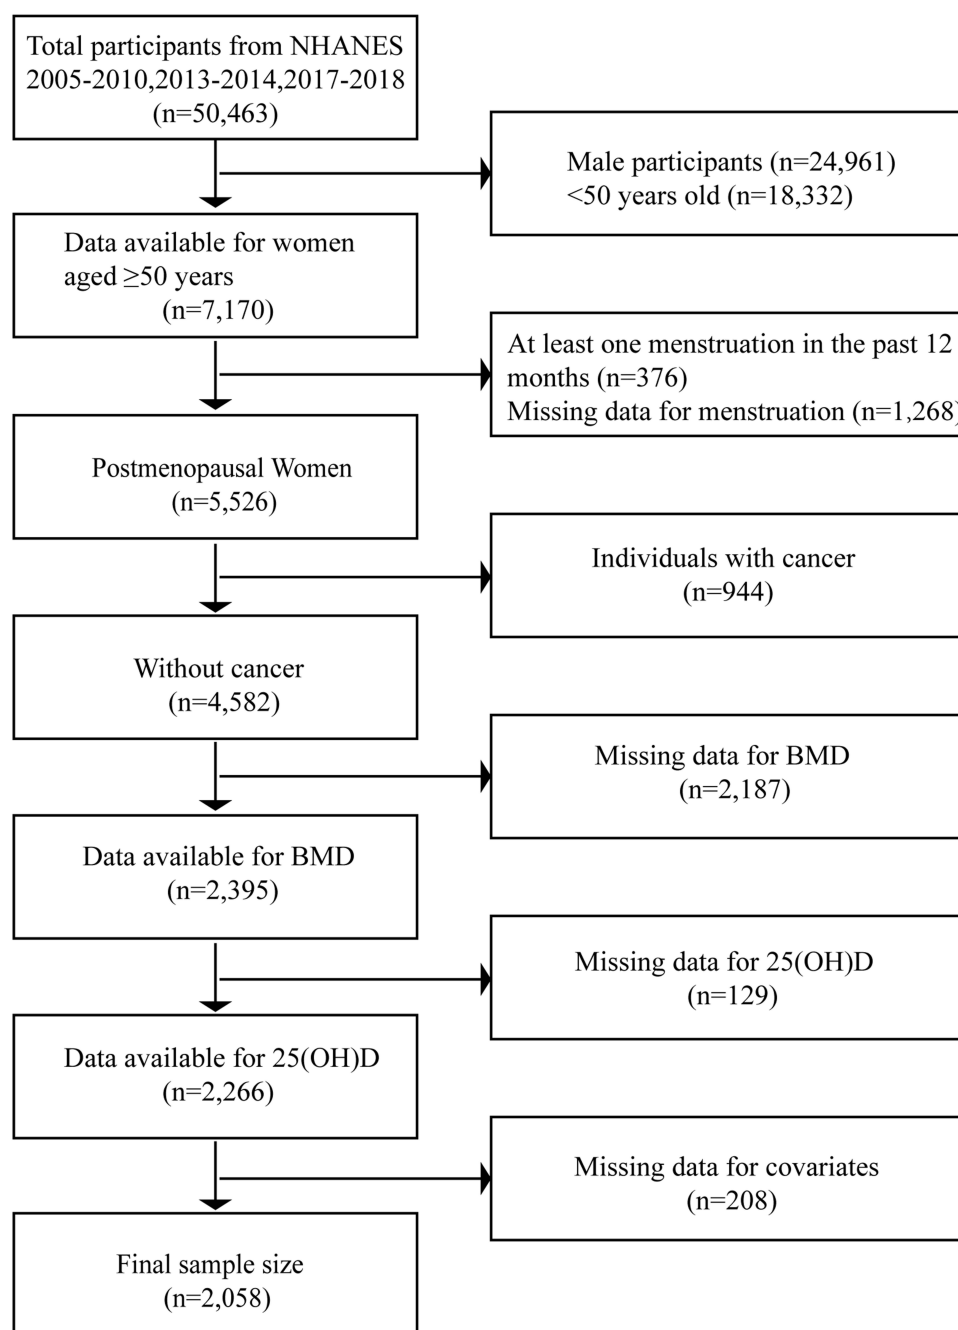 Total participants from NHANES
2005-2010,2013-2014,2017-2018
(n=50,463)
Male participants (n=24,961)
<50 years old (n=18,332)
Data available for women
aged ≥50 years
(n=7,170)
At least one menstruation in the past 12
months (n=376)
Missing data for menstruation (n=1,268)
Postmenopausal Women
(n=5,526)
Individuals with cancer
(n=944)
Without cancer
(n=4,582)
Missing data for BMD
(n=2,187)
Data available for BMD
(n=2,395)
Missing data for 25(OH)D
(n=129)
Data available for 25(OH)D
(n=2,266)
Missing data for covariates
(n=208)
Final sample size
(n=2,058)